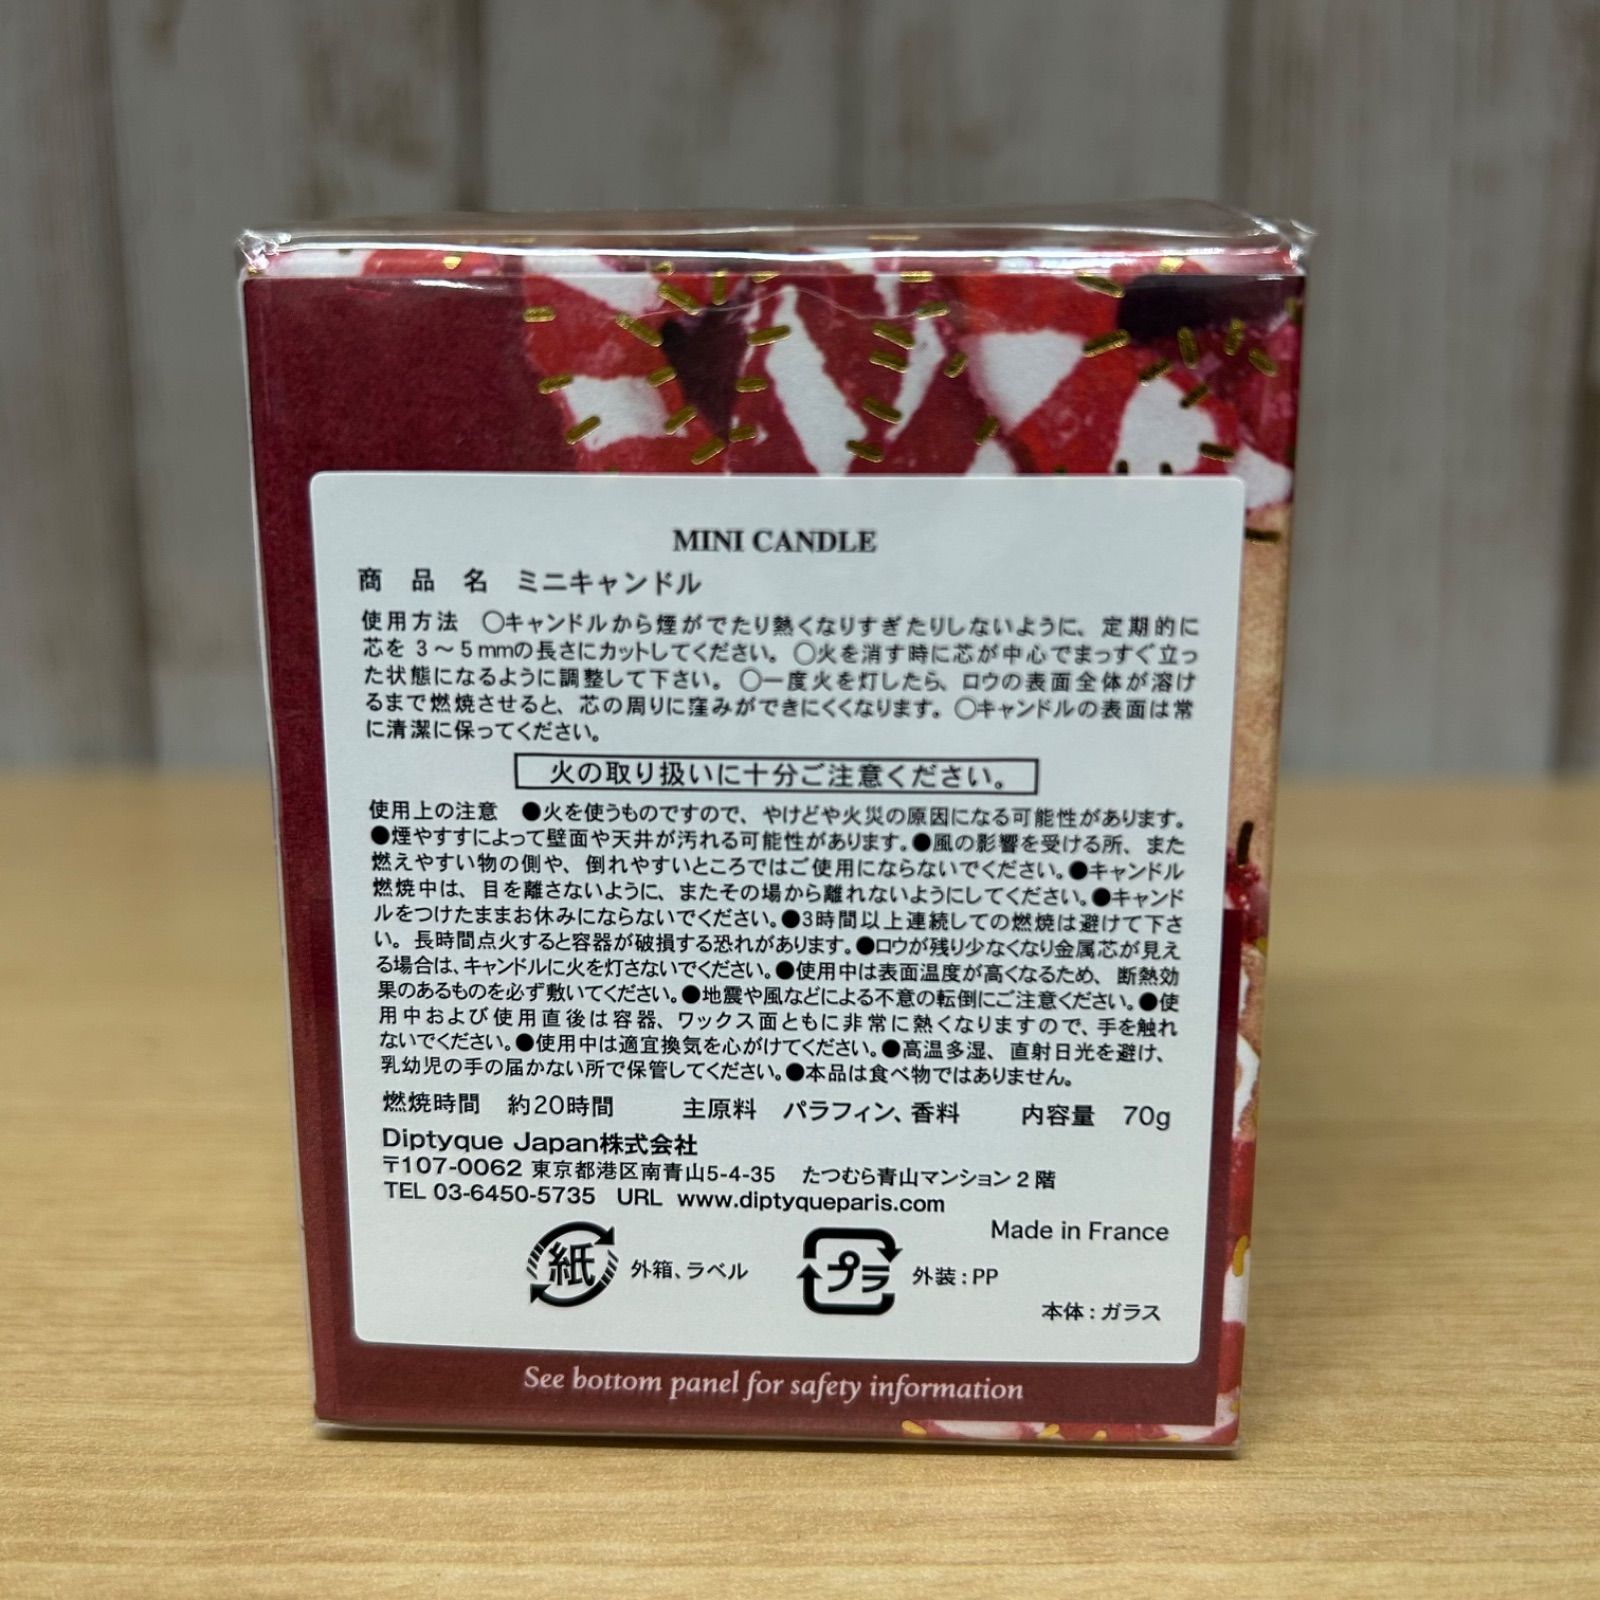 MINI CANDLE
商 品 名 ミニキャンドル
使用方法 ○キャンドルから煙がでたり熱くなりすぎたりしないように、定期的に
芯を 3～5mmの長さにカットしてください。○火を消す時に芯が中心でまっすぐ立っ
た状態になるように調整して下さい。○一度火を灯したら、ロウの表面全体が溶け
るまで燃焼させると、芯の周りに窪みができにくくなります。○キャンドルの表面は常
に清潔に保ってください。
火の取り扱いに十分ご注意ください。
使用上の注意 ●火を使うものですので、やけどや火災の原因になる可能性があります。
●煙やすすによって壁面や天井が汚れる可能性があります。●風の影響を受ける所、また
燃えやすい物の側や、倒れやすいところではご使用にならないでください。●キャンドル
燃焼中は、目を離さないように、またその場から離れないようにしてください。●キャンド
ルをつけたままお休みにならないでください。●3時間以上連続しての燃焼は避けて下さ
い。長時間点火すると容器が破損する恐れがあります。●ロウが残り少なくなり金属芯が見え
る場合は、キャンドルに火を灯さないでください。●使用中は表面温度が高くなるため、断熱効
果のあるものを必ず敷いてください。●地震や風などによる不意の転倒にご注意ください。●使
用中および使用直後は容器、ワックス面ともに非常に熱くなりますので、手を触れ
ないでください。●使用中は適宜換気を心がけてください。●高温多湿、直射日光を避け、
乳幼児の手の届かない所で保管してください。●本品は食べ物ではありません。
燃焼時間 約20時間 主原料 パラフィン、香料 内容量 70g
Diptyque Japan株式会社
〒107-0062 東京都港区南青山5-4-35 たつむら青山マンション2階
TEL 03-6450-5735 URL www.diptyqueparis.com
Made in France
紙 外箱、ラベル プラ 外装:PP
本体:ガラス
See bottom panel for safety information